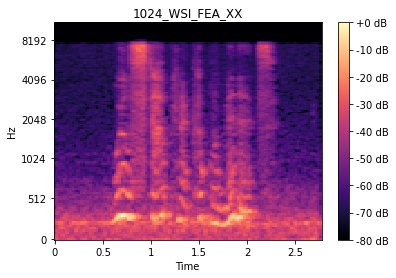 1024_WSI_FEA_XX
+0 dB
8192
-10 dB
4096
-20 dB
-30 dB
2048
Hz
-40 dB
1024
-50 dB
512
-60 dB
-70 dB
0
-80 dB
0 0.5 1 1.5 2 2.5
Time